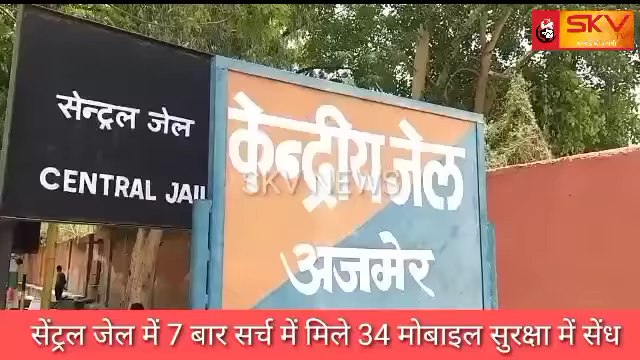 SKV
सेन्ट्रल जेल
CENTRAL JAIL
केन्द्रीय जेल
अजमेर
SKV NEWS
सेंट्रल जेल में 7 बार सर्च में मिले 34 मोबाइल सुरक्षा में सेंध